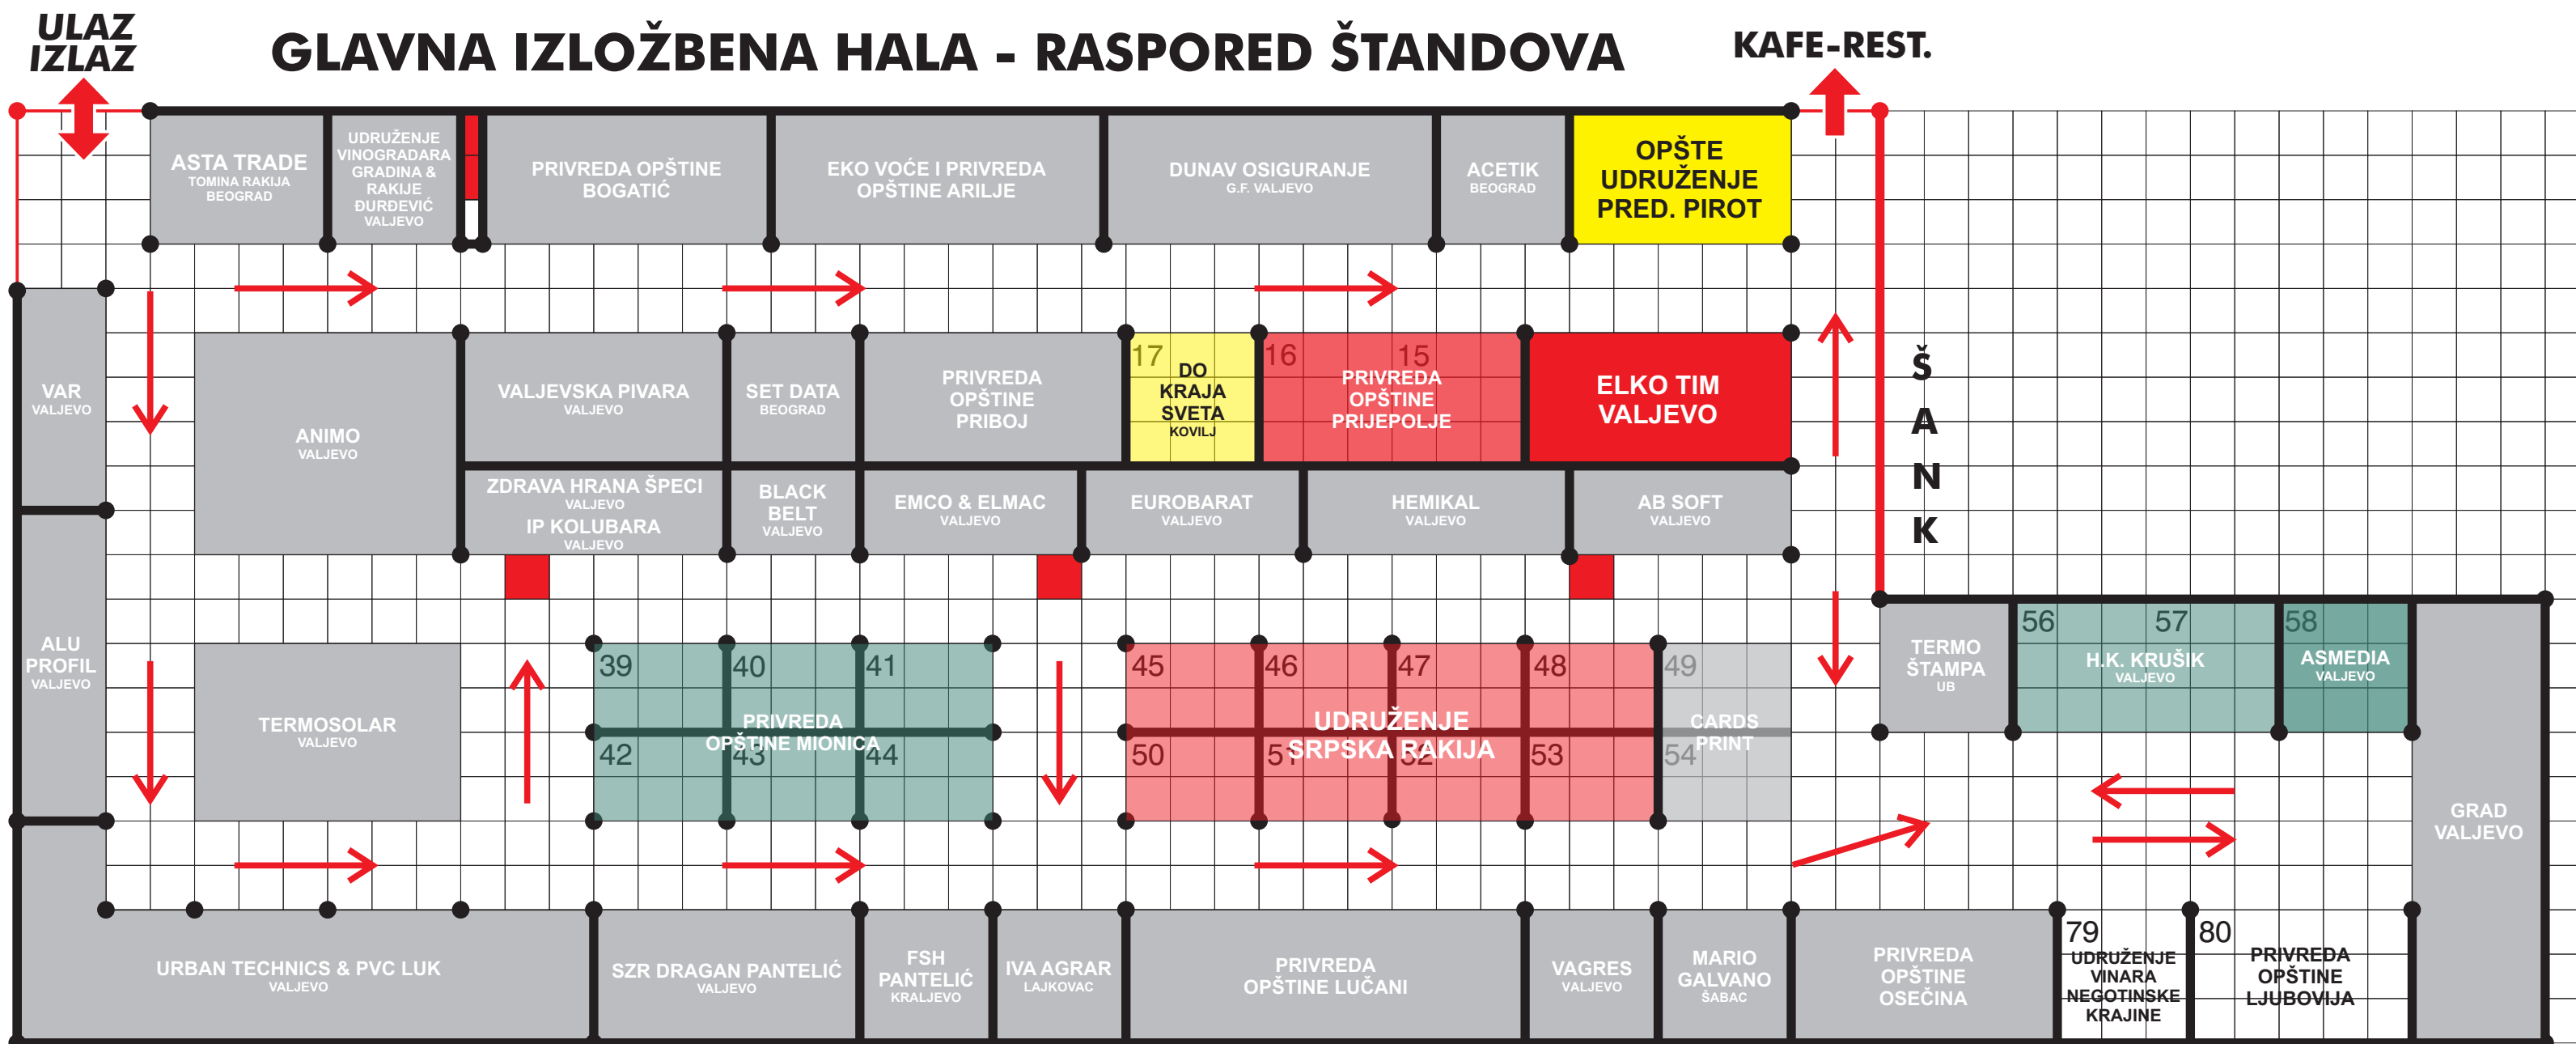 ULAZ
IZLAZ
GLAVNA IZLOŽBENA HALA - RASPORED ŠTANDOVA
KAFE-REST.
ASTA TRADE
TOMINA RAKIJA
BEOGRAD
UDRUŽENJE
VINOGRADARA
GRADINA &
RAKIJE
ĐURĐEVIĆ
VALJEVO
PRIVREDA OPŠTINE
BOGATIĆ
EKO VOĆE I PRIVREDA
OPŠTINE ARILJE
DUNAV OSIGURANJE
G.F. VALJEVO
ACETIK
BEOGRAD
OPŠTE
UDRUŽENJE
PRED. PIROT
VAR
VALJEVO
ANIMO
VALJEVO
VALJEVSKA PIVARA
VALJEVO
SET DATA
BEOGRAD
PRIVREDA
OPŠTINE
PRIBOJ
17
DO
KRAJA
SVETA
KOVILJ
16
15
PRIVREDA
OPŠTINE
PRIJEPOLJE
ELKO TIM
VALJEVO
Š
A
N
K
ZDRAVA HRANA ŠPECI
VALJEVO
IP KOLUBARA
VALJEVO
BLACK
BELT
VALJEVO
EMCO & ELMAC
VALJEVO
EUROBARAT
VALJEVO
HEMIKAL
VALJEVO
AB SOFT
VALJEVO
ALU
PROFIL
VALJEVO
TERMOSOLAR
VALJEVO
39
40
41
PRIVREDA
OPŠTINE MIONICA
42
43
44
45
46
47
48
49
UDRUŽENJE
SRPSKA RAKIJA
50
51
52
53
CARDS
PRINT
54
TERMO
ŠTAMPA
UB
56
57
H.K. KRUŠIK
VALJEVO
58
ASMEDIA
VALJEVO
GRAD
VALJEVO
URBAN TECHNICS & PVC LUK
VALJEVO
SZR DRAGAN PANTELIĆ
VALJEVO
FSH
PANTELIĆ
KRALJEVO
IVA AGRAR
LAJKOVAC
PRIVREDA
OPŠTINE LUČANI
VAGRES
VALJEVO
MARIO
GALVANO
ŠABAC
PRIVREDA
OPŠTINE
OSEČINA
79
UDRUŽENJE
VINARA
NEGOTINSKE
KRAJINE
80
PRIVREDA
OPŠTINE
LJUBOVIJA